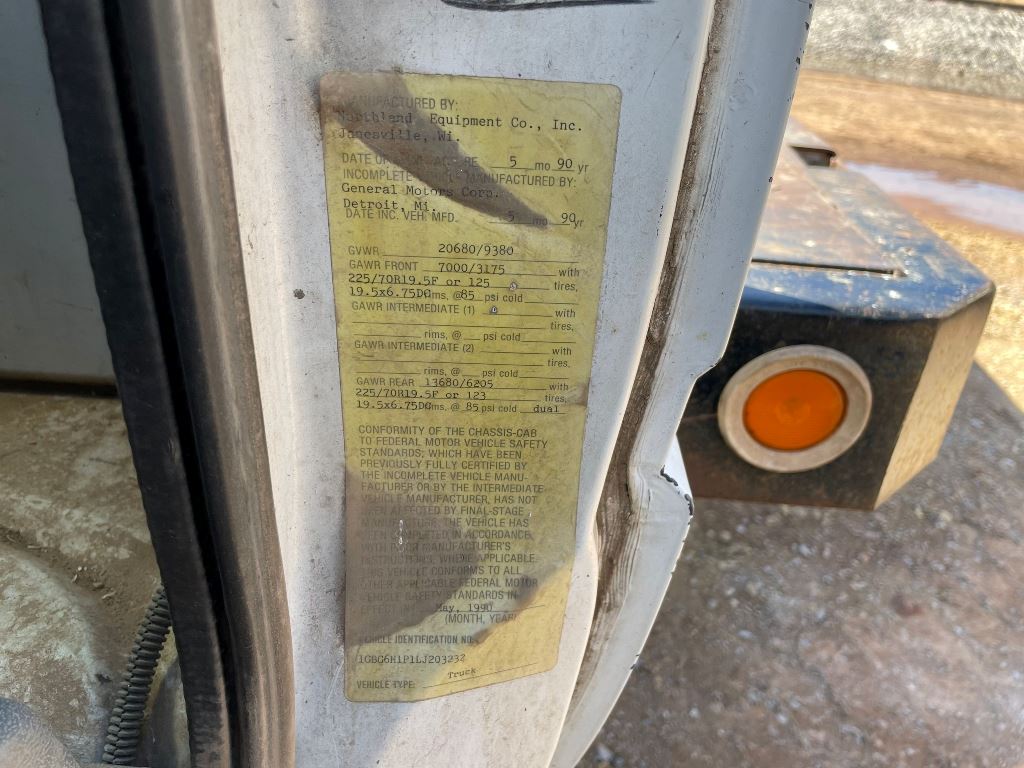 MANUFACTURED BY:
Northland Equipment Co., Inc.
Janesville, Wi.
DATE OF MANUFACTURE 5 mo 90 yr
INCOMPLETE VEHICLE MANUFACTURED BY:
General Motors Corp.
Detroit, Mi.
DATE INC. VEH. MFD. 5 mo 90 yr
GVWR 20680/9380
GAWR FRONT 7000/3175 with
225/70R19.5F or 125 tires,
19.5x6.75DC ms, @85 psi cold
GAWR INTERMEDIATE (1) with
tires,
rims, @ psi cold
GAWR INTERMEDIATE (2) with
tires,
rims, @ psi cold
GAWR REAR 13680/6205 with
225/70R19.5F or 123 tires,
19.5x6.75DC ms, @ 85 psi cold dual
CONFORMITY OF THE CHASSIS-CAB
TO FEDERAL MOTOR VEHICLE SAFETY
STANDARDS, WHICH HAVE BEEN
PREVIOUSLY FULLY CERTIFIED BY
THE INCOMPLETE VEHICLE MANU-
FACTURER OR BY THE INTERMEDIATE
VEHICLE MANUFACTURER, HAS NOT
BEEN AFFECTED BY FINAL-STAGE
MANUFACTURE. THE VEHICLE HAS
BEEN COMPLETED IN ACCORDANCE
WITH PRIOR MANUFACTURER'S
INSTRUCTIONS, WHERE APPLICABLE.
THIS VEHICLE CONFORMS TO ALL
OTHER APPLICABLE FEDERAL MOTOR
VEHICLE SAFETY STANDARDS IN
EFFECT IN May, 1990
(MONTH, YEAR)
VEHICLE IDENTIFICATION NO.
1GBG6H1P1LJ203232
VEHICLE TYPE: Truck